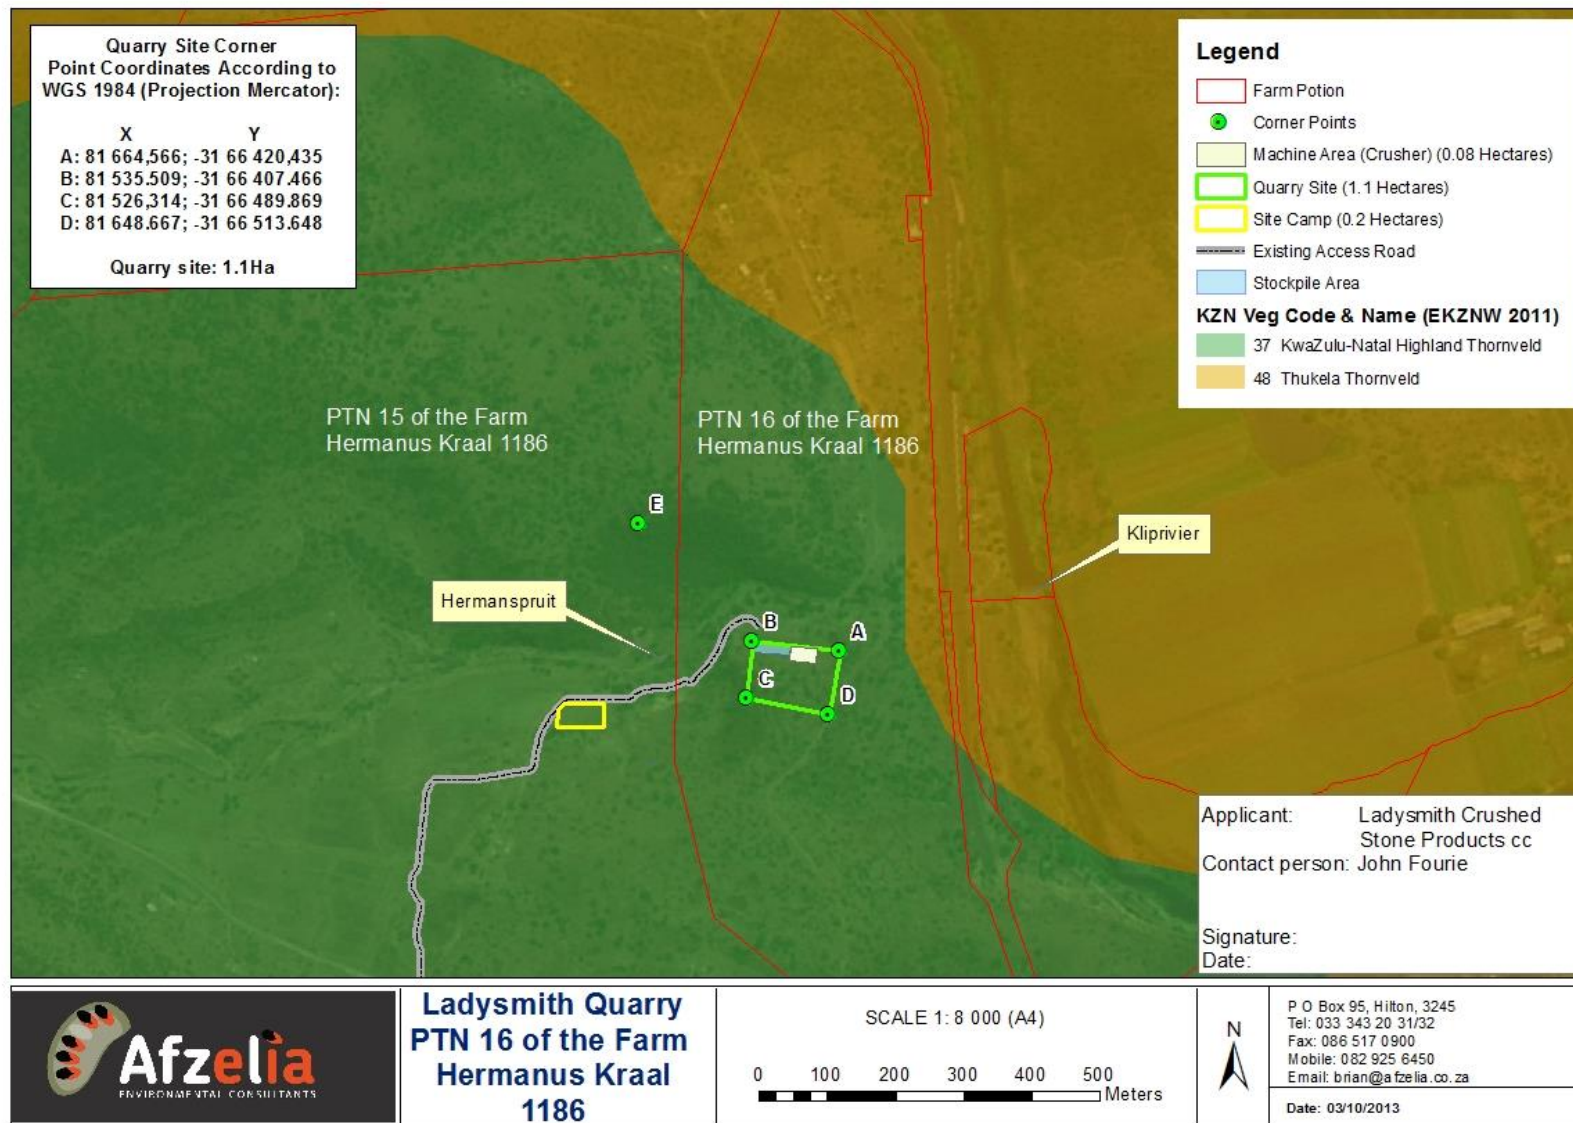 Quarry Site Corner
Point Coordinates According to
WGS 1984 (Projection Mercator):
X Y
A: 81 664,566; -31 66 420,435
B: 81 535.509; -31 66 407.466
C: 81 526,314; -31 66 489.869
D: 81 648.667; -31 66 513.648
Quarry site: 1.1Ha
Legend
Farm Potion
Corner Points
Machine Area (Crusher) (0.08 Hectares)
Quarry Site (1.1 Hectares)
Site Camp (0.2 Hectares)
Existing Access Road
Stockpile Area
KZN Veg Code & Name (EKZNW 2011)
37 KwaZulu-Natal Highland Thornveld
48 Thukela Thornveld
PTN 15 of the Farm
Hermanus Kraal 1186
PTN 16 of the Farm
Hermanus Kraal 1186
E
Kliprivier
Hermanspruit
B
A
C
D
Applicant: Ladysmith Crushed
Stone Products cc
Contact person: John Fourie
Signature:
Date:
Afzelia
ENVIRONMENTAL CONSULTANTS
Ladysmith Quarry
PTN 16 of the Farm
Hermanus Kraal
1186
SCALE 1: 8 000 (A4)
0 100 200 300 400 500
Meters
N
P O Box 95, Hilton, 3245
Tel: 033 343 20 31/32
Fax: 086 517 0900
Mobile: 082 925 6450
Email: brian@afzelia.co.za
Date: 03/10/2013